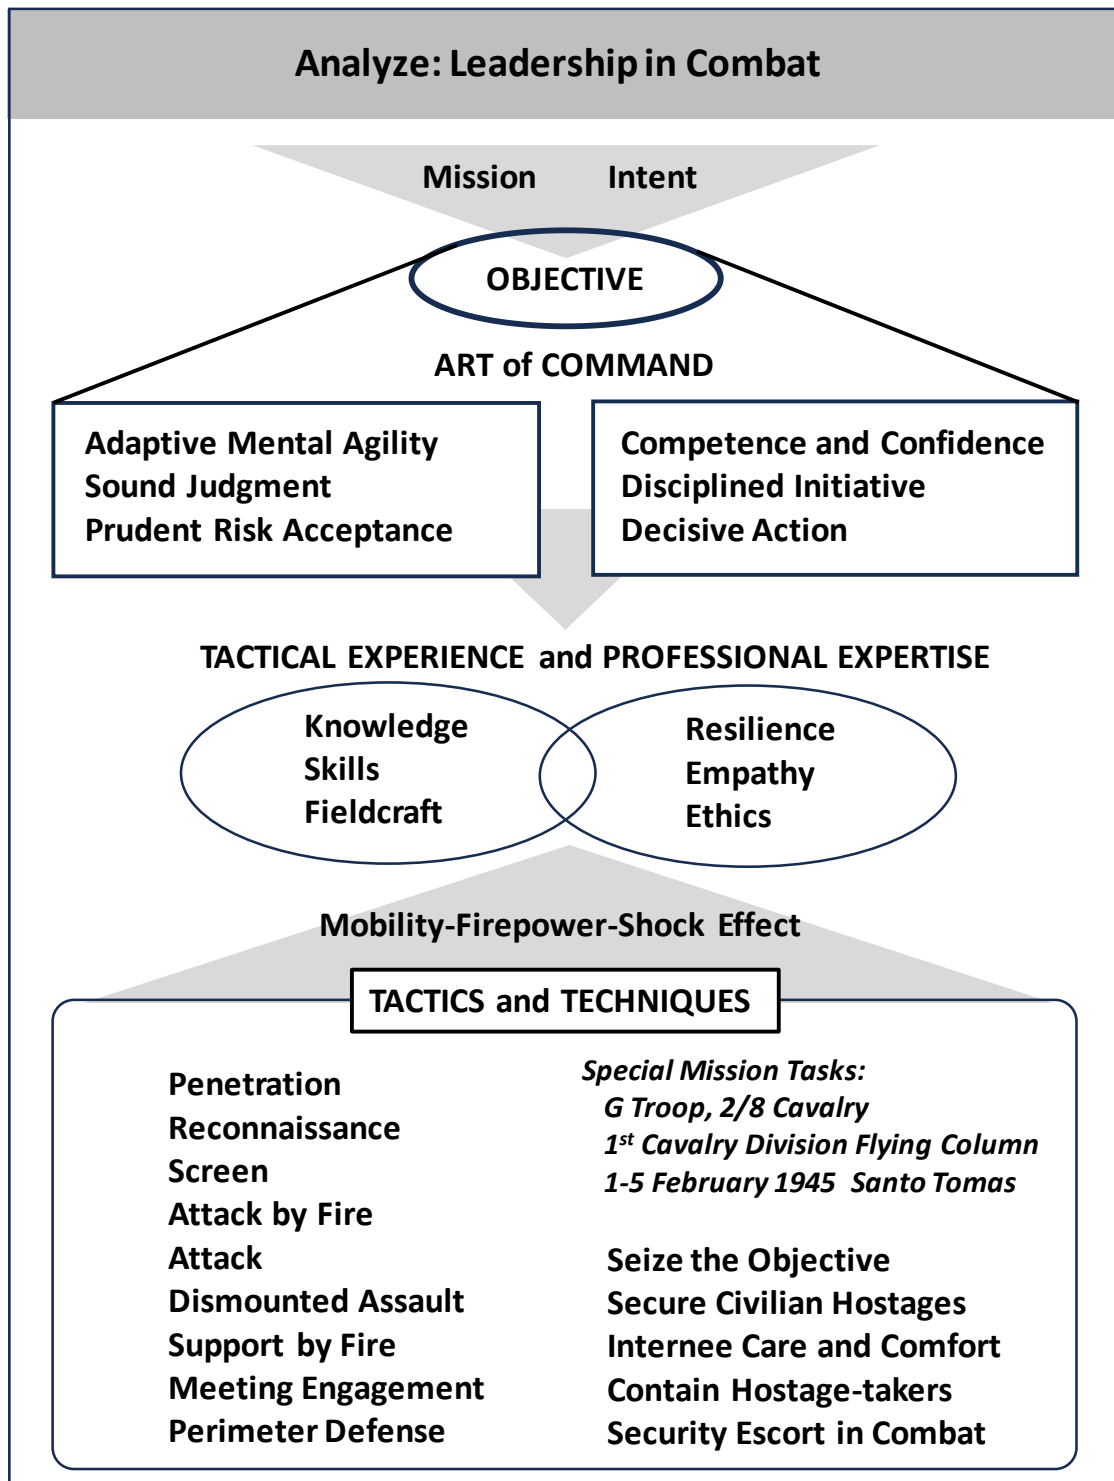 Analyze: Leadership in Combat
Mission Intent
OBJECTIVE
ART of COMMAND
Adaptive Mental Agility
Sound Judgment
Prudent Risk Acceptance
Competence and Confidence
Disciplined Initiative
Decisive Action
TACTICAL EXPERIENCE and PROFESSIONAL EXPERTISE
Knowledge
Skills
Fieldcraft
Resilience
Empathy
Ethics
Mobility-Firepower-Shock Effect
TACTICS and TECHNIQUES
Penetration
Reconnaissance
Screen
Attack by Fire
Attack
Dismounted Assault
Support by Fire
Meeting Engagement
Perimeter Defense
Special Mission Tasks:
G Troop, 2/8 Cavalry
1st Cavalry Division Flying Column
1-5 February 1945 Santo Tomas
Seize the Objective
Secure Civilian Hostages
Internee Care and Comfort
Contain Hostage-takers
Security Escort in Combat